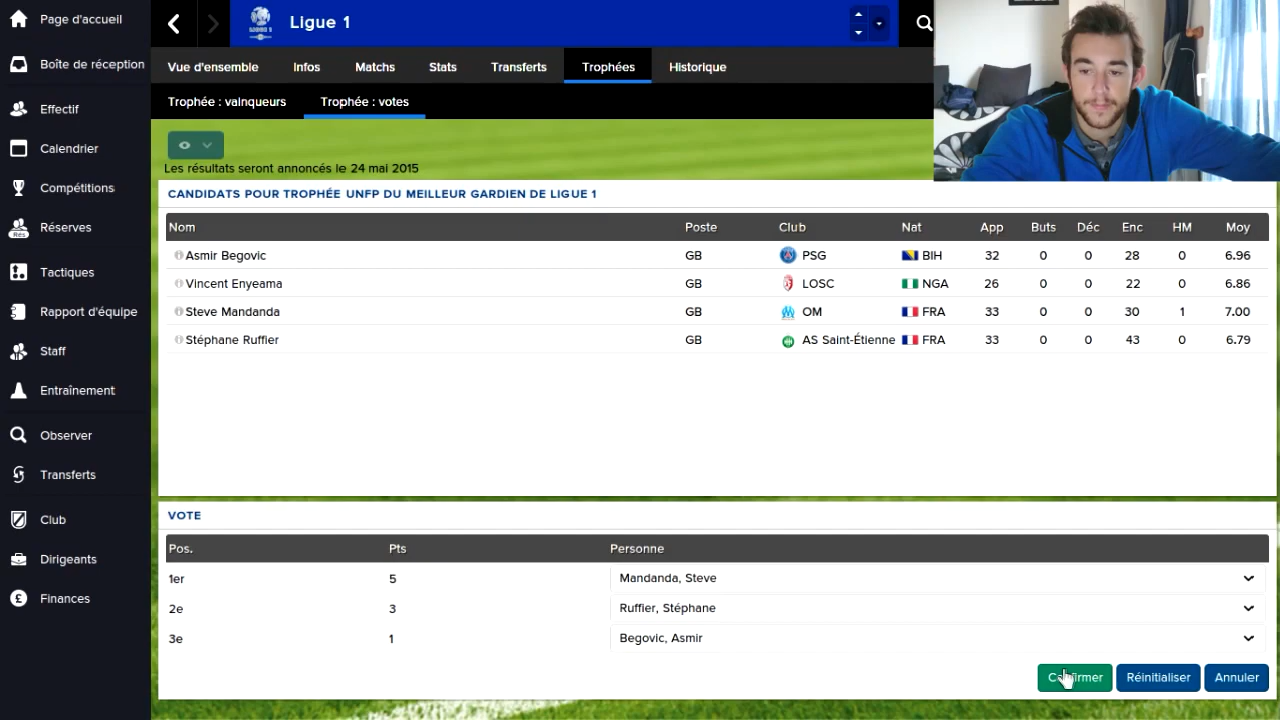 Page d'accueil
Boîte de réception
Effectif
Calendrier
Compétitions
Réserves
Tactiques
Rapport d'équipe
Staff
Entraînement
Observer
Transferts
Club
Dirigeants
Finances
Ligue 1
Vue d'ensemble Infos Matchs Stats Transferts Trophées Historique
Trophée : vainqueurs Trophée : votes
Les résultats seront annoncés le 24 mai 2015
CANDIDATS POUR TROPHÉE UNFP DU MEILLEUR GARDIEN DE LIGUE 1
Nom Poste Club Nat App Buts Déc Enc HM Moy
Asmir Begovic GB PSG BIH 32 0 0 28 0 6.96
Vincent Enyeama GB LOSC NGA 26 0 0 22 0 6.86
Steve Mandanda GB OM FRA 33 0 0 30 1 7.00
Stéphane Ruffier GB AS Saint-Étienne FRA 33 0 0 43 0 6.79
VOTE
Pos. Pts Personne
1er 5 Mandanda, Steve
2e 3 Ruffier, Stéphane
3e 1 Begovic, Asmir
Confirmer Réinitialiser Annuler